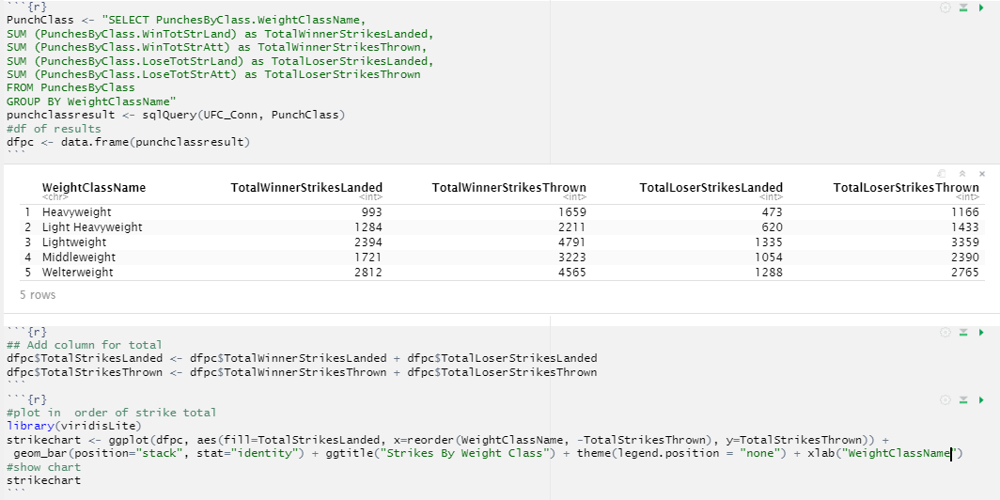 ```{r}
PunchClass <- "SELECT PunchesByClass.WeightClassName,
SUM (PunchesByClass.WinTotStrLand) as TotalWinnerStrikesLanded,
SUM (PunchesByClass.WinTotStrAtt) as TotalWinnerStrikesThrown,
SUM (PunchesByClass.LoseTotStrLand) as TotalLoserStrikesLanded,
SUM (PunchesByClass.LoseTotStrAtt) as TotalLoserStrikesThrown
FROM PunchesByClass
GROUP BY WeightClassName"
punchclassresult <- sqlQuery(UFC_Conn, PunchClass)
#df of results
dfpc <- data.frame(punchclassresult)
```
WeightClassName TotalWinnerStrikesLanded TotalWinnerStrikesThrown TotalLoserStrikesLanded TotalLoserStrikesThrown
<chr> <int> <int> <int> <int>
1 Heavyweight 993 1659 473 1166
2 Light Heavyweight 1284 2211 620 1433
3 Lightweight 2394 4791 1335 3359
4 Middleweight 1721 3223 1054 2390
5 Welterweight 2812 4565 1288 2765
5 rows
```{r}
## Add column for total
dfpc$TotalStrikesLanded <- dfpc$TotalWinnerStrikesLanded + dfpc$TotalLoserStrikesLanded
dfpc$TotalStrikesThrown <- dfpc$TotalWinnerStrikesThrown + dfpc$TotalLoserStrikesThrown
```
```{r}
#plot in  order of strike total
library(viridisLite)
strikechart <- ggplot(dfpc, aes(fill=TotalStrikesLanded, x=reorder(WeightClassName, -TotalStrikesThrown), y=TotalStrikesThrown)) +
 geom_bar(position="stack", stat="identity") + ggtitle("Strikes By Weight Class") + theme(legend.position = "none") + xlab("WeightClassName")
#show chart
strikechart
```